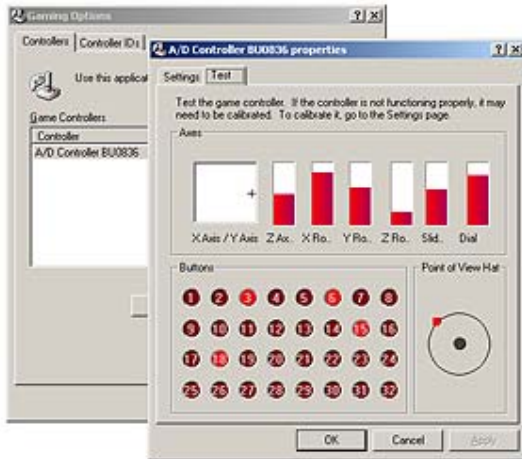 Gaming Options
Controllers
Controller IDs
Use this applicat
Game Controllers
Controller
A/D Controller BU0836
A/D Controller BU0836 properties
Settings
Test
Test the game controller. If the controller is not functioning properly, it may
need to be calibrated. To calibrate it, go to the Settings page.
Axes
X Axis / Y Axis Z Ax.. X Ro.. Y Ro.. Z Ro.. Slid.. Dial
Buttons
Point of View Hat
1 2 3 4 5 6 7 8
9 10 11 12 13 14 15 16
17 18 19 20 21 22 23 24
25 26 27 28 29 30 31 32
OK Cancel Apply